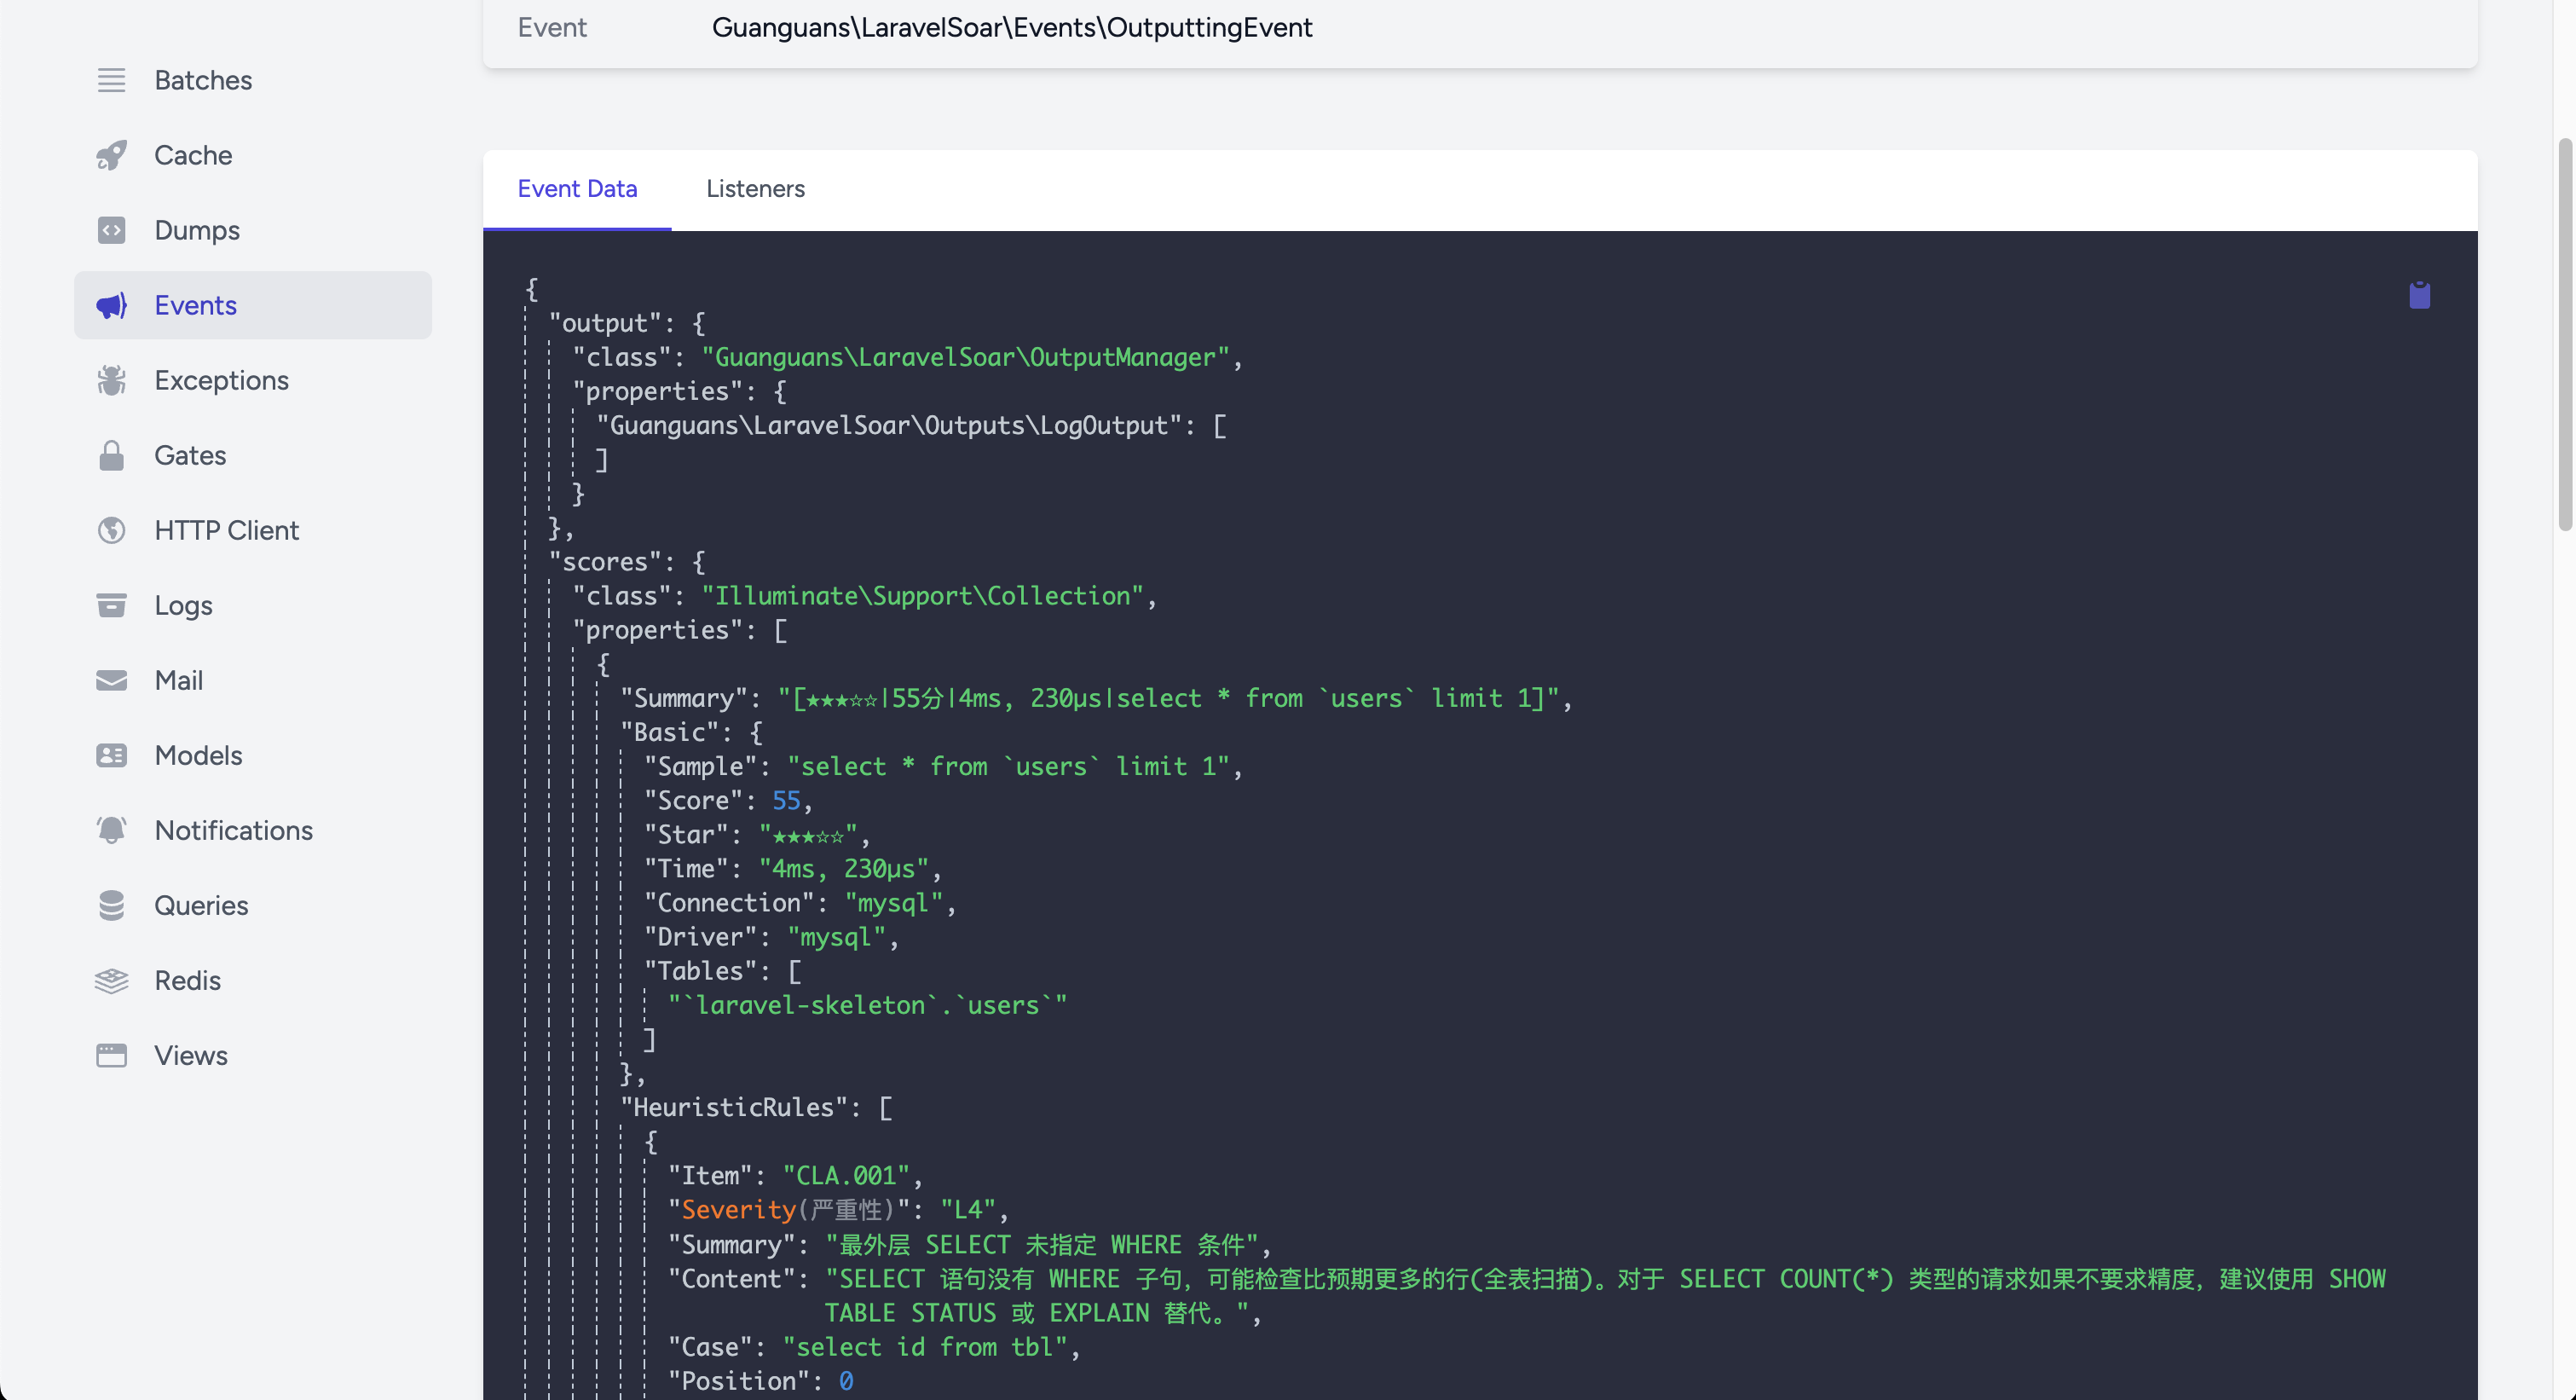 Batches
Cache
Dumps
Events
Exceptions
Gates
HTTP Client
Logs
Mail
Models
Notifications
Queries
Redis
Views
Event Guanguans\LaravelSoar\Events\OutputtingEvent
Event Data Listeners
{
"output": {
"class": "Guanguans\LaravelSoar\OutputManager",
"properties": {
"Guanguans\LaravelSoar\Outputs\LogOutput": [
]
}
},
"scores": {
"class": "Illuminate\Support\Collection",
"properties": [
{
"Summary": "[★★★☆☆|55分|4ms, 230μs|select * from `users` limit 1]",
"Basic": {
"Sample": "select * from `users` limit 1",
"Score": 55,
"Star": "★★★☆☆",
"Time": "4ms, 230μs",
"Connection": "mysql",
"Driver": "mysql",
"Tables": [
"`laravel-skeleton`.`users`"
]
},
"HeuristicRules": [
{
"Item": "CLA.001",
"Severity(严重性)": "L4",
"Summary": "最外层 SELECT 未指定 WHERE 条件",
"Content": "SELECT 语句没有 WHERE 子句，可能检查比预期更多的行(全表扫描)。对于 SELECT COUNT(*) 类型的请求如果不要求精度，建议使用 SHOW
TABLE STATUS 或 EXPLAIN 替代。",
"Case": "select id from tbl",
"Position": 0